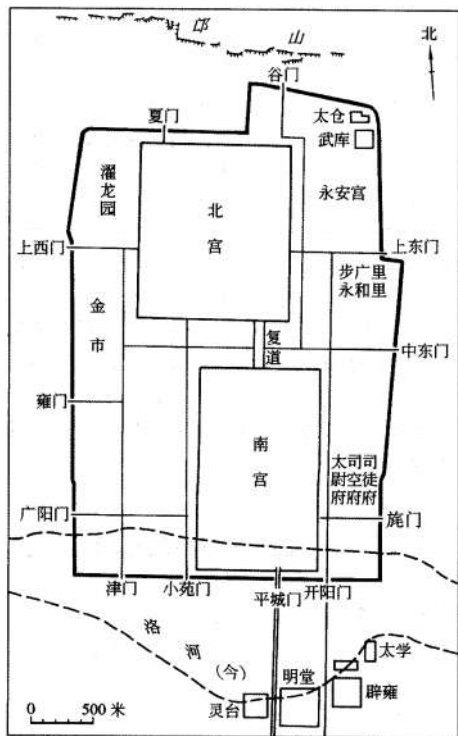 邙山
北
谷门
夏门
太仓
武库
濯龙园
北宫
永安宫
上西门
上东门
步广里
永和里
金市
复道
中东门
雍门
南宫
太尉府
司空府
司徒府
广阳门
旄门
津门
小苑门
平城门
开阳门
洛河(今)
太学
明堂
灵台
辟雍
0 500 米